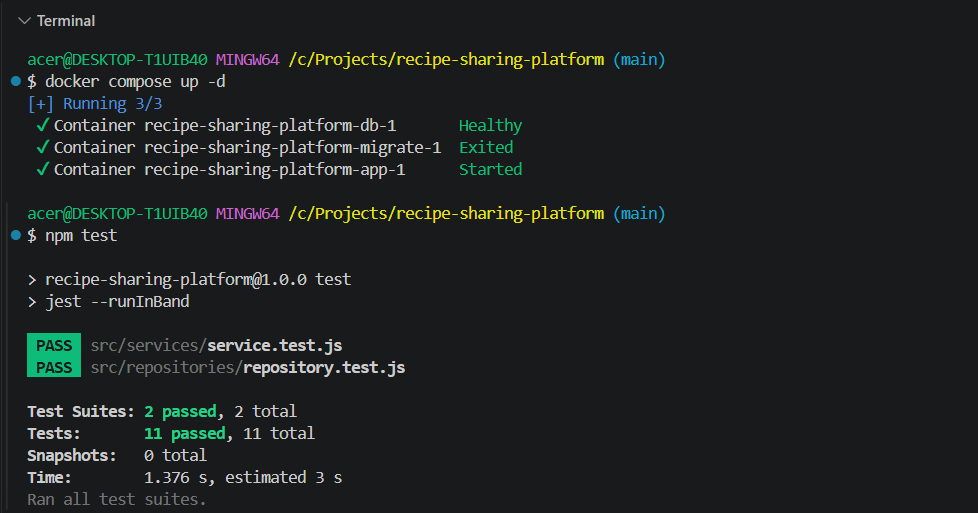 Terminal
acer@DESKTOP-T1UIB40 MINGW64 /c/Projects/recipe-sharing-platform (main)
$ docker compose up -d
[+] Running 3/3
✓ Container recipe-sharing-platform-db-1 Healthy
✓ Container recipe-sharing-platform-migrate-1 Exited
✓ Container recipe-sharing-platform-app-1 Started
acer@DESKTOP-T1UIB40 MINGW64 /c/Projects/recipe-sharing-platform (main)
$ npm test
> recipe-sharing-platform@1.0.0 test
> jest --runInBand
PASS src/services/service.test.js
PASS src/repositories/repository.test.js
Test Suites: 2 passed, 2 total
Tests: 11 passed, 11 total
Snapshots: 0 total
Time: 1.376 s, estimated 3 s
Ran all test suites.